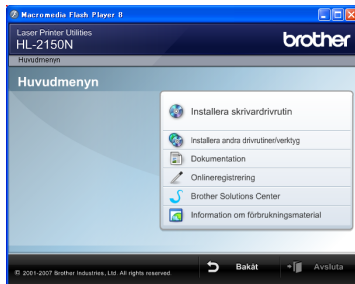 Macromedia Flash Player 8
Laser Printer Utilities
HL-2150N
brother
Huvudmenyn
Huvudmenyn
Installera skrivardrivrutin
Installera andra drivrutiner/verktyg
Dokumentation
Onlineregistrering
Brother Solutions Center
Information om förbrukningsmaterial
© 2001-2007 Brother Industries, Ltd. All rights reserved
Bakåt
Avsluta